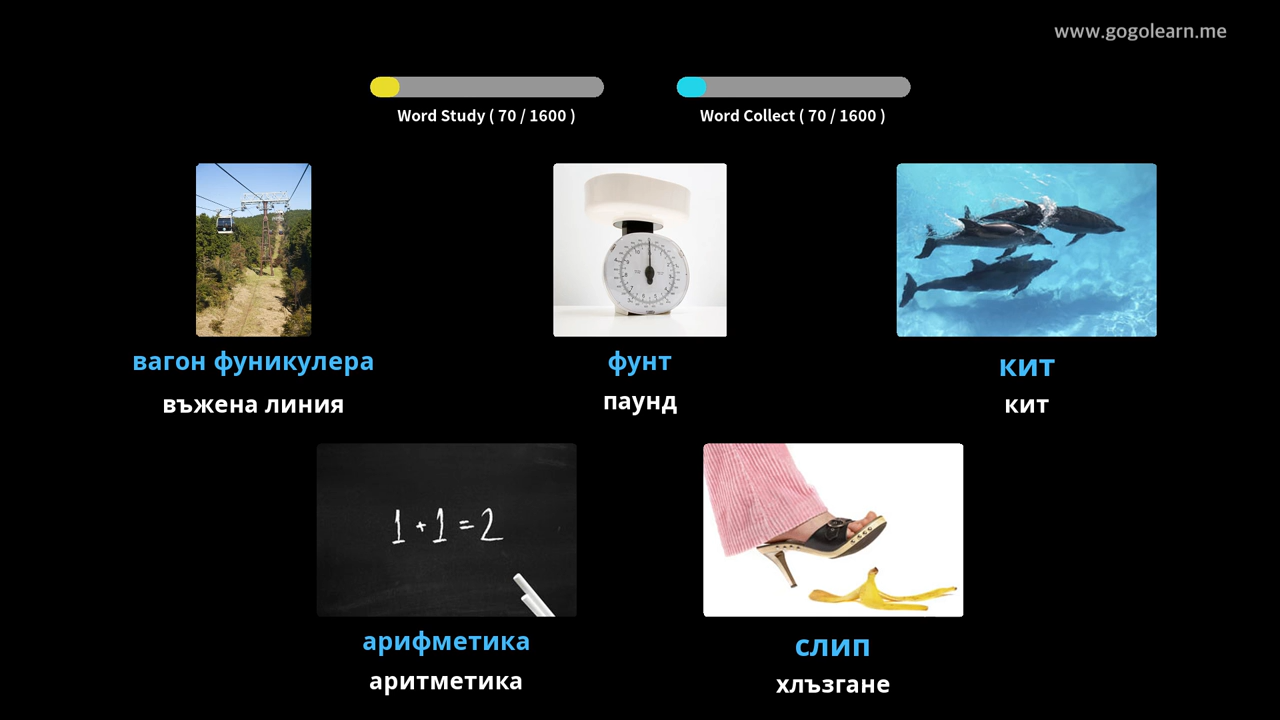 www.gogolearn.me
Word Study ( 70 / 1600 )
Word Collect ( 70 / 1600 )
вагон фуникулера
въжена линия
фунт
паунд
кит
кит
1 + 1 = 2
арифметика
аритметика
слип
хлъзгане